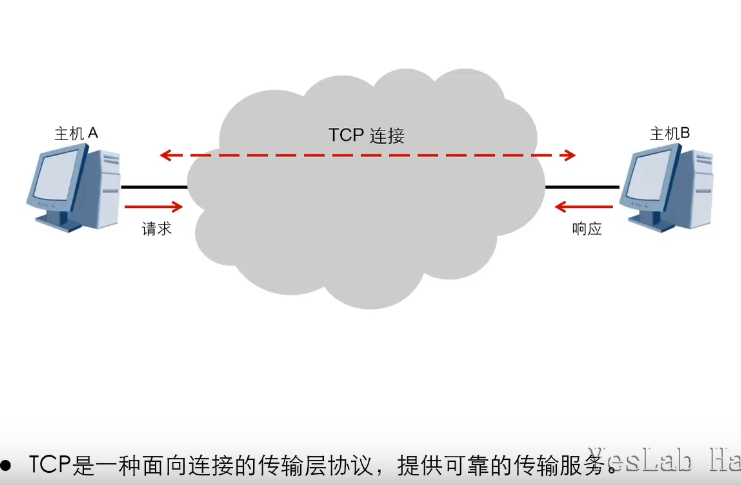 主机 A
主机B
TCP 连接
请求
响应
TCP是一种面向连接的传输层协议，提供可靠的传输服务。
YesLab Ha